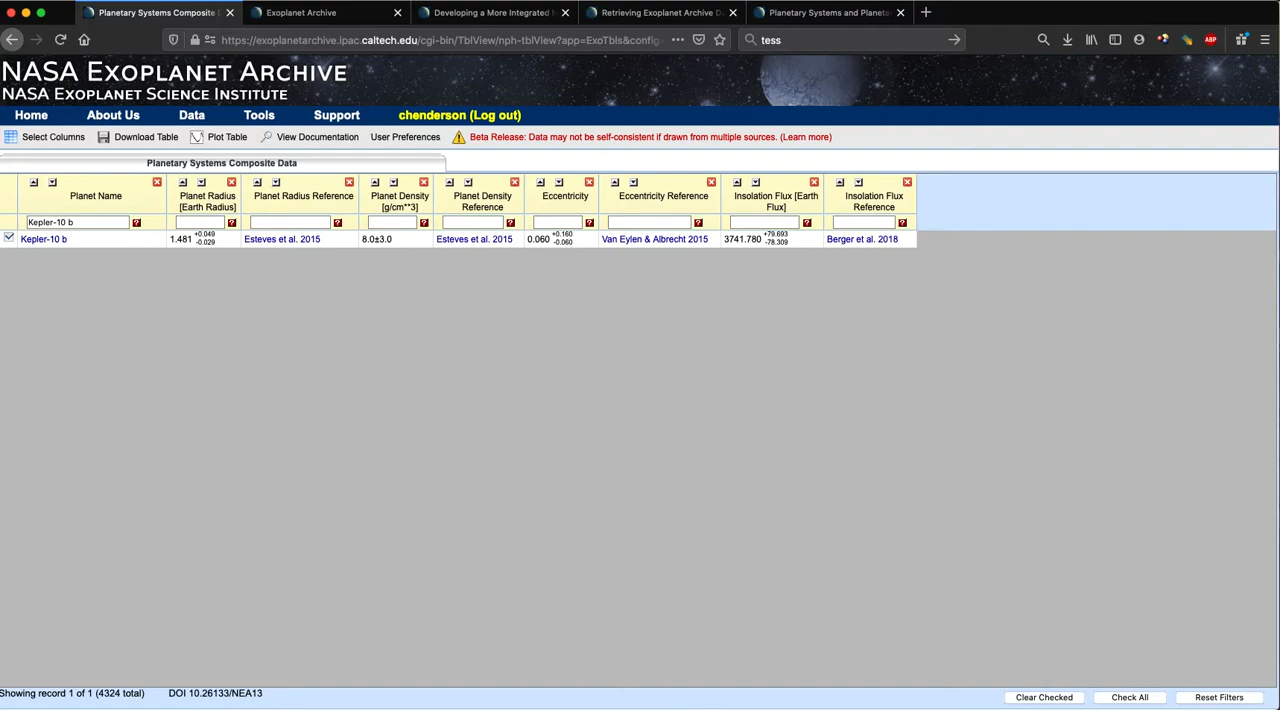 Planetary Systems Composite
Exoplanet Archive
Developing a More Integrated
Retrieving Exoplanet Archive D
Planetary Systems and Planeta
https://exoplanetarchive.ipac.caltech.edu/cgi-bin/TblView/nph-tblView?app=ExoTbls&config
tess
ABP
NASA EXOPLANET ARCHIVE
NASA EXOPLANET SCIENCE INSTITUTE
Home About Us Data Tools Support chenderson (Log out)
Select Columns Download Table Plot Table View Documentation User Preferences Beta Release: Data may not be self-consistent if drawn from multiple sources. (Learn more)
Planetary Systems Composite Data
Planet Name
Planet Radius
[Earth Radius]
Planet Radius Reference
Planet Density
[g/cm**3]
Planet Density
Reference
Eccentricity
Eccentricity Reference
Insolation Flux [Earth
Flux]
Insolation Flux
Reference
Kepler-10 b
Kepler-10 b 1.481 +0.049 -0.029 Esteves et al. 2015 8.0±3.0 Esteves et al. 2015 0.060 +0.160 -0.060 Van Eylen & Albrecht 2015 3741.780 +79.693 -78.309 Berger et al. 2018
Showing record 1 of 1 (4324 total) DOI 10.26133/NEA13
Clear Checked Check All Reset Filters